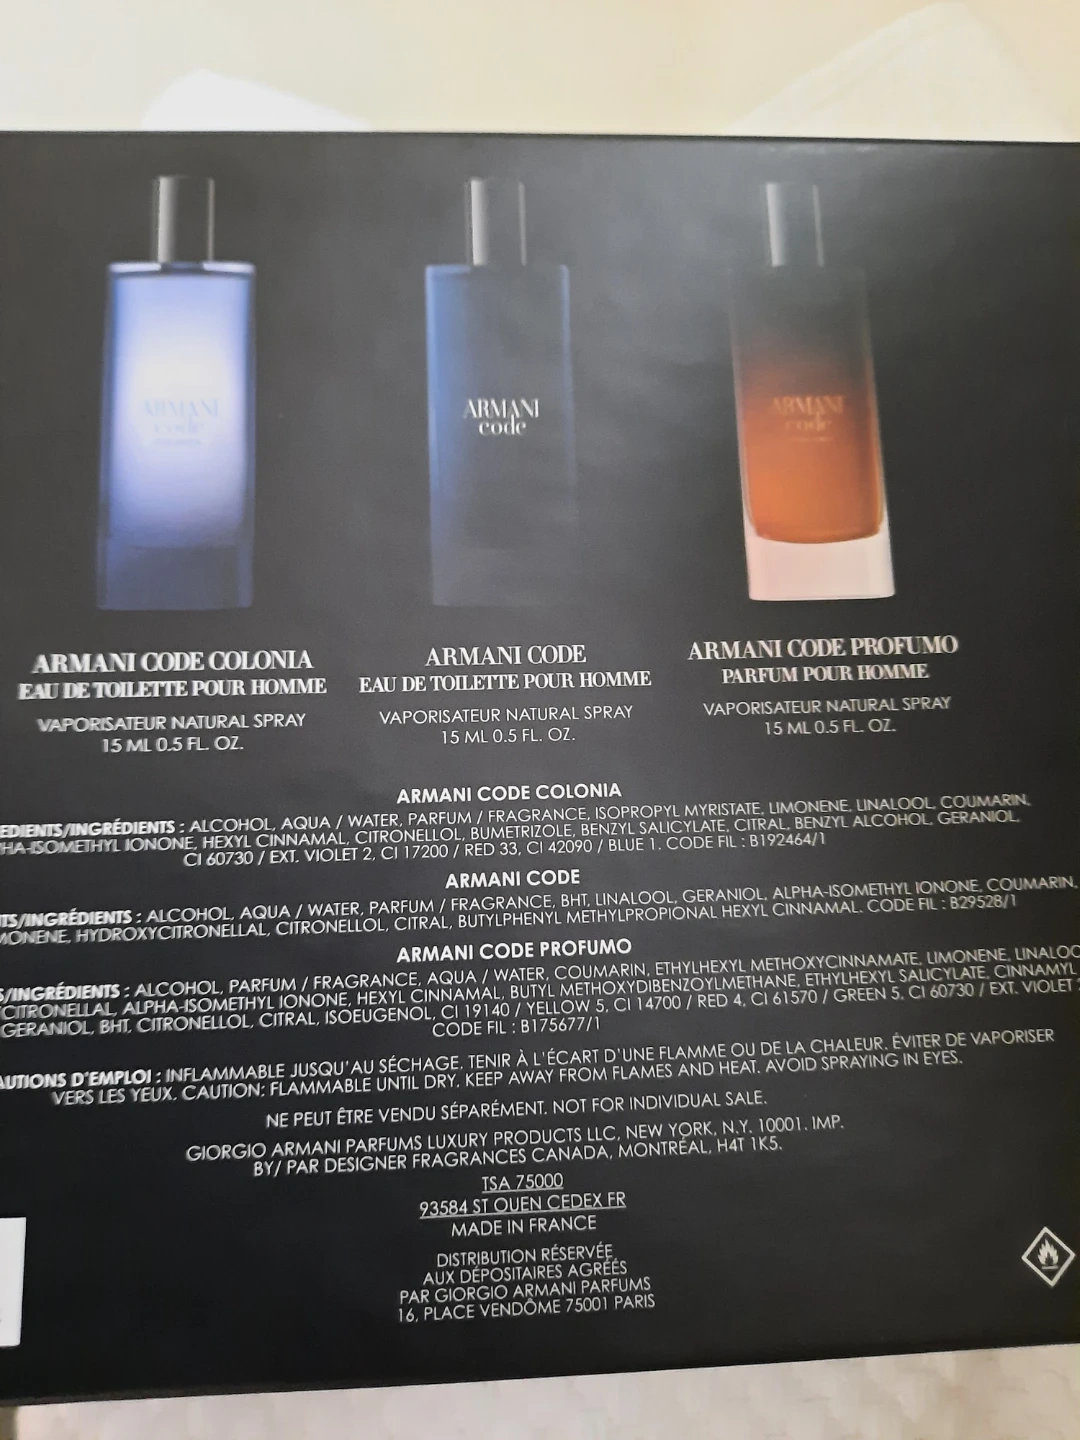 ARMANI
code
ARMANI
code
ARMANI
code
ARMANI CODE COLONIA
EAU DE TOILETTE POUR HOMME
VAPORISATEUR NATURAL SPRAY
15 ML 0.5 FL. OZ.
ARMANI CODE
EAU DE TOILETTE POUR HOMME
VAPORISATEUR NATURAL SPRAY
15 ML 0.5 FL. OZ.
ARMANI CODE PROFUMO
PARFUM POUR HOMME
VAPORISATEUR NATURAL SPRAY
15 ML 0.5 FL. OZ.
ARMANI CODE COLONIA
EDIENTS/INGRÉDIENTS : ALCOHOL, AQUA / WATER, PARFUM / FRAGRANCE, ISOPROPYL MYRISTATE, LIMONENE, LINALOOL, COUMARIN,
HA-ISOMETHYL IONONE, HEXYL CINNAMAL, CITRONELLOL, BUMETRIZOLE, BENZYL SALICYLATE, CITRAL, BENZYL ALCOHOL, GERANIOL,
CI 60730 / EXT. VIOLET 2, CI 17200 / RED 33, CI 42090 / BLUE 1. CODE FIL : B192464/1
ARMANI CODE
TS/INGRÉDIENTS : ALCOHOL, AQUA / WATER, PARFUM / FRAGRANCE, BHT, LINALOOL, GERANIOL, ALPHA-ISOMETHYL IONONE, COUMARIN,
MONENE, HYDROXYCITRONELLAL, CITRONELLOL, CITRAL, BUTYLPHENYL METHYLPROPIONAL HEXYL CINNAMAL. CODE FIL : B29528/1
ARMANI CODE PROFUMO
S/INGRÉDIENTS : ALCOHOL, PARFUM / FRAGRANCE, AQUA / WATER, COUMARIN, ETHYLHEXYL METHOXYCINNAMATE, LIMONENE, LINALOO
CITRONELLAL, ALPHA-ISOMETHYL IONONE, HEXYL CINNAMAL, BUTYL METHOXYDIBENZOYLMETHANE, ETHYLHEXYL SALICYLATE, CINNAMYL
GERANIOL, BHT, CITRONELLOL, CITRAL, ISOEUGENOL, CI 19140 / YELLOW 5, CI 14700 / RED 4, CI 61570 / GREEN 5, CI 60730 / EXT. VIOLET 2
CODE FIL : B175677/1
AUTIONS D'EMPLOI : INFLAMMABLE JUSQU'AU SÉCHAGE. TENIR À L'ÉCART D'UNE FLAMME OU DE LA CHALEUR. ÉVITER DE VAPORISER
VERS LES YEUX. CAUTION: FLAMMABLE UNTIL DRY. KEEP AWAY FROM FLAMES AND HEAT. AVOID SPRAYING IN EYES.
NE PEUT ÊTRE VENDU SÉPARÉMENT. NOT FOR INDIVIDUAL SALE.
GIORGIO ARMANI PARFUMS LUXURY PRODUCTS LLC, NEW YORK, N.Y. 10001. IMP.
BY/ PAR DESIGNER FRAGRANCES CANADA, MONTRÉAL, H4T 1K5.
TSA 75000
93584 ST OUEN CEDEX FR
MADE IN FRANCE
DISTRIBUTION RÉSERVÉE
AUX DÉPOSITAIRES AGRÉÉS
PAR GIORGIO ARMANI PARFUMS
16, PLACE VENDÔME 75001 PARIS